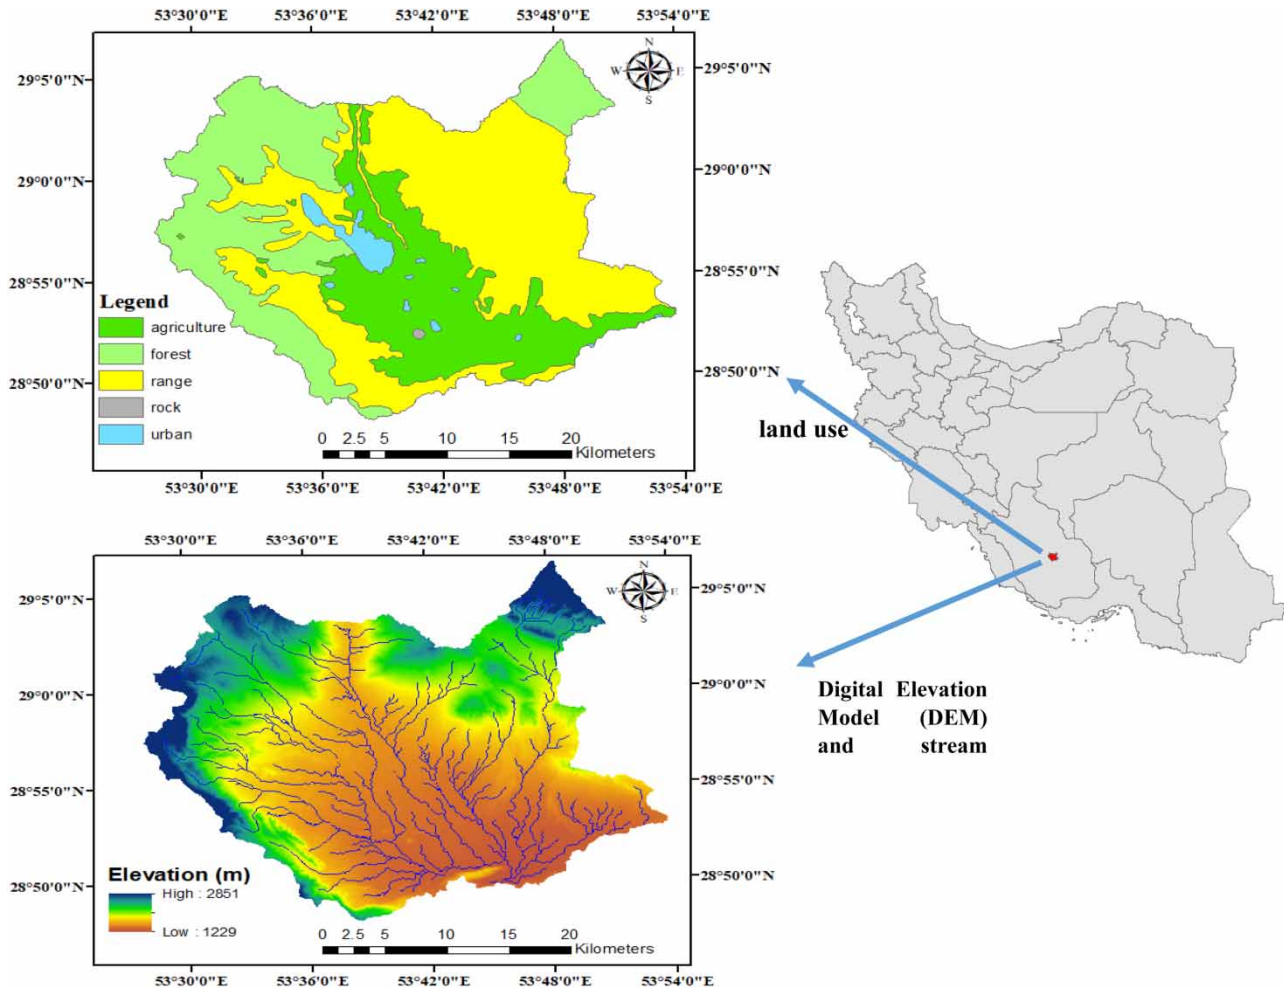 53°30'0"E 53°36'0"E 53°42'0"E 53°48'0"E 53°54'0"E
N
W E
S
29°5'0"N 29°5'0"N
29°0'0"N 29°0'0"N
28°55'0"N 28°55'0"N
28°50'0"N 28°50'0"N
Legend
agriculture
forest
range
rock
urban
0 2.5 5 10 15 20
Kilometers
53°30'0"E 53°36'0"E 53°42'0"E 53°48'0"E 53°54'0"E
land use
53°30'0"E 53°36'0"E 53°42'0"E 53°48'0"E 53°54'0"E
N
W E
S
29°5'0"N 29°5'0"N
29°0'0"N 29°0'0"N
28°55'0"N 28°55'0"N
28°50'0"N 28°50'0"N
Elevation (m)
High : 2851
Low : 1229
0 2.5 5 10 15 20
Kilometers
53°30'0"E 53°36'0"E 53°42'0"E 53°48'0"E 53°54'0"E
Digital Elevation
Model (DEM)
and stream